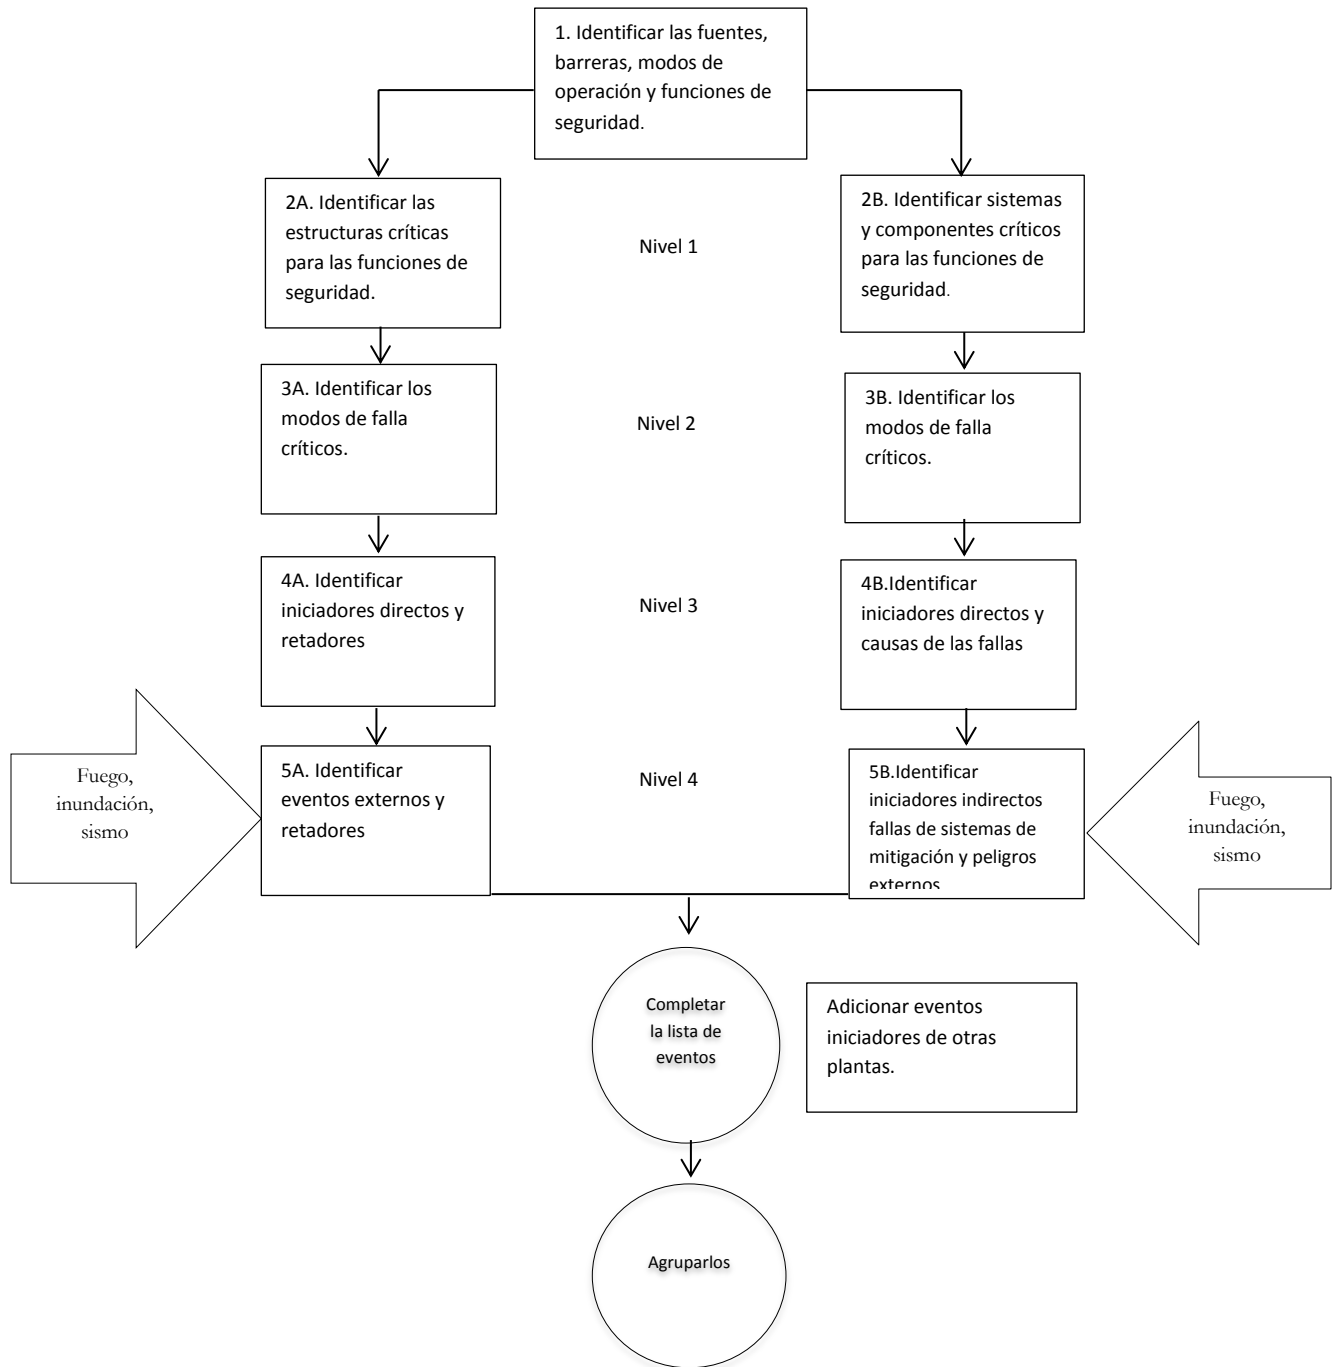 1. Identificar las fuentes,
barreras, modos de
operación y funciones de
seguridad.
2A. Identificar las
estructuras críticas
para las funciones de
seguridad.
Nivel 1
2B. Identificar sistemas
y componentes críticos
para las funciones de
seguridad.
3A. Identificar los
modos de falla
críticos.
Nivel 2
3B. Identificar los
modos de falla
críticos.
4A. Identificar
iniciadores directos y
retadores
Nivel 3
4B.Identificar
iniciadores directos y
causas de las fallas
Fuego,
inundación,
sismo
5A. Identificar
eventos externos y
retadores
Nivel 4
5B.Identificar
iniciadores indirectos
fallas de sistemas de
mitigación y peligros
externos
Fuego,
inundación,
sismo
Completar
la lista de
eventos
Adicionar eventos
iniciadores de otras
plantas.
Agruparlos